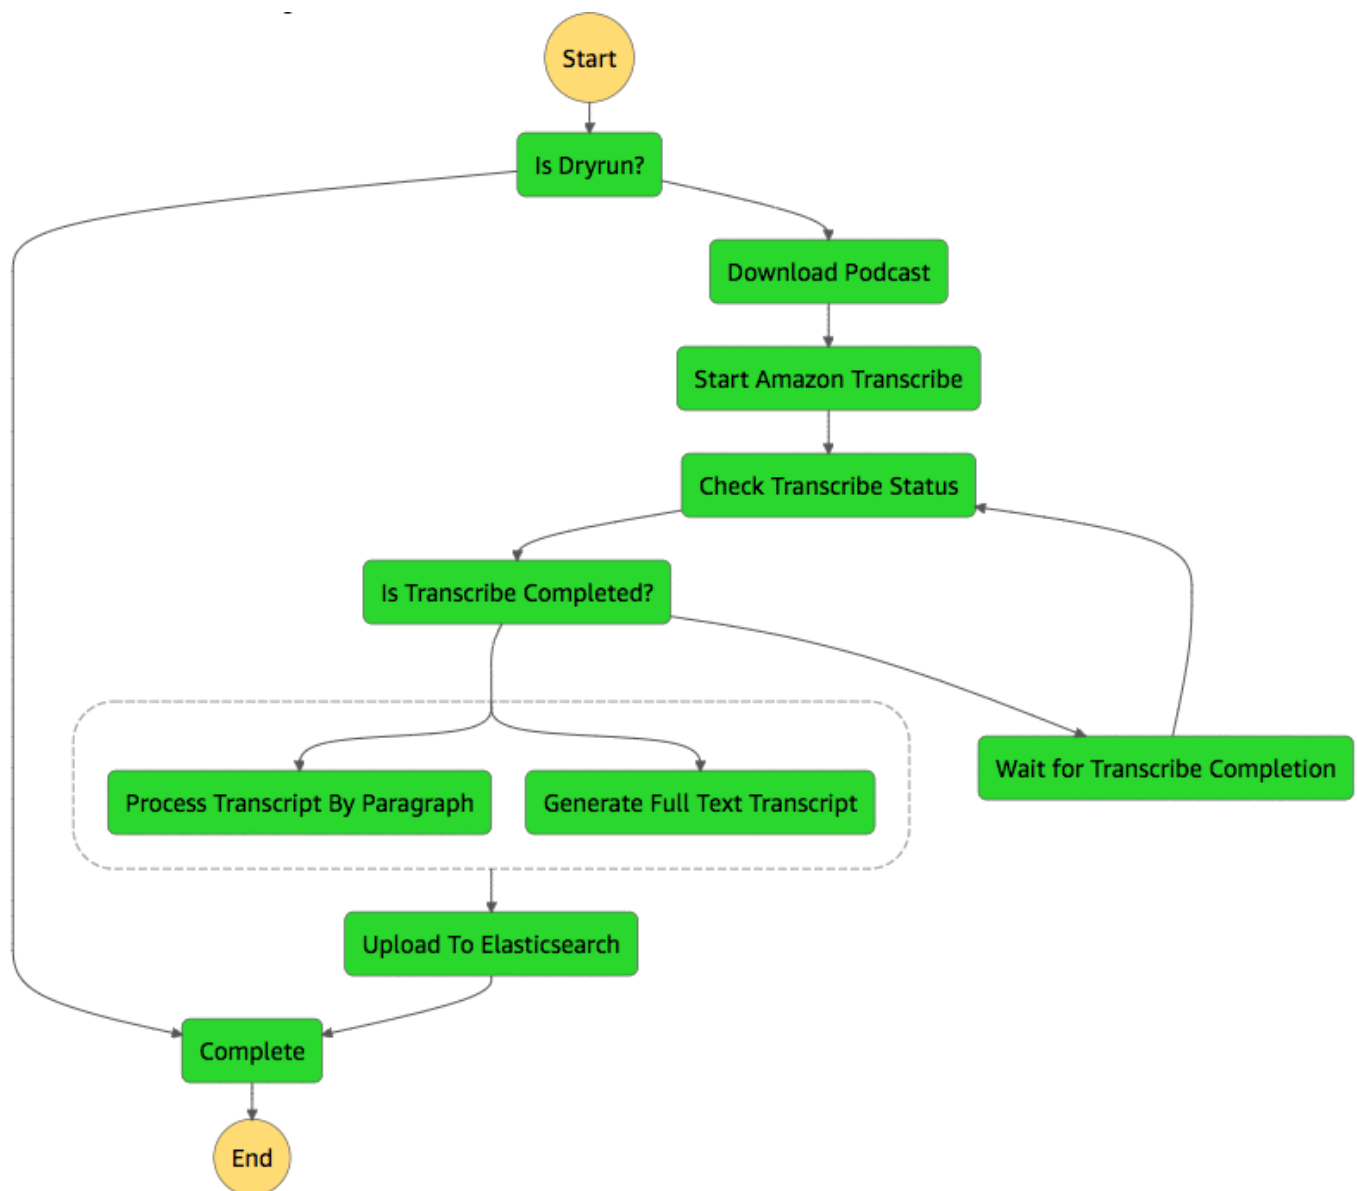 Start
Is Dryrun?
Download Podcast
Start Amazon Transcribe
Check Transcribe Status
Is Transcribe Completed?
Wait for Transcribe Completion
Process Transcript By Paragraph
Generate Full Text Transcript
Upload To Elasticsearch
Complete
End